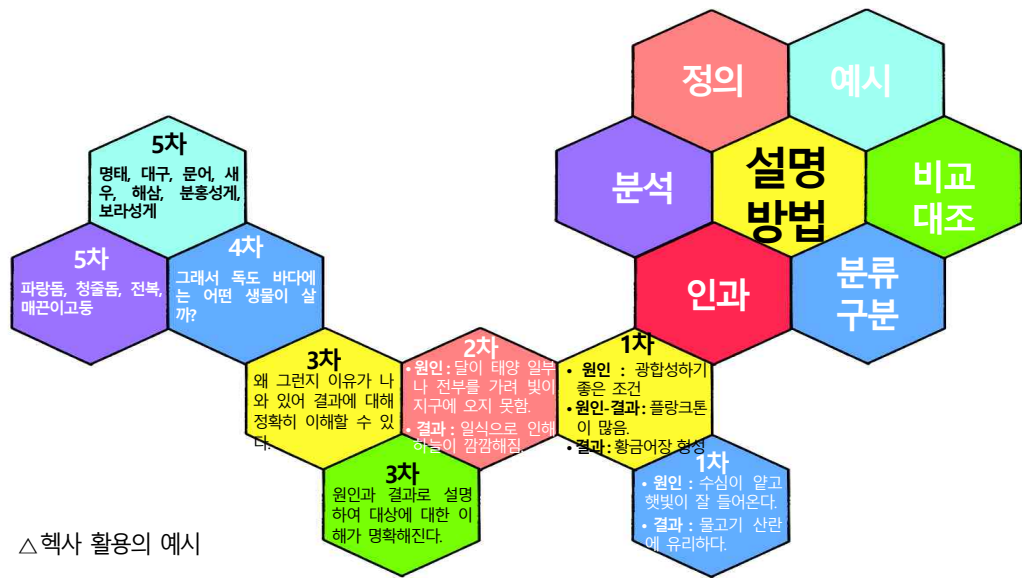 정의
예시
분석
설명
방법
비교
대조
인과
분류
구분
5차
명태, 대구, 문어, 새
우, 해삼, 분홍성게,
보라성게
5차
파랑돔, 청줄돔, 전복,
매끈이고둥
4차
그래서 독도 바다에
는 어떤 생물이 살
까?
3차
왜 그런지 이유가 나
와 있어 결과에 대해
정확히 이해할 수 있
다.
2차
• 원인 : 달이 태양 일부
나 전부를 가려 빛이
지구에 오지 못함.
• 결과 : 일식으로 인해
하늘이 깜깜해진.
1차
• 원인 : 광합성하기
좋은 조건
• 원인-결과 : 플랑크톤
이 많음.
• 결과 : 황금어장 형성
3차
원인과 결과로 설명
하여 대상에 대한 이
해가 명확해진다.
1차
• 원인 : 수심이 얕고
햇빛이 잘 들어온다.
• 결과 : 물고기 산란
에 유리하다.
△ 헥사 활용의 예시